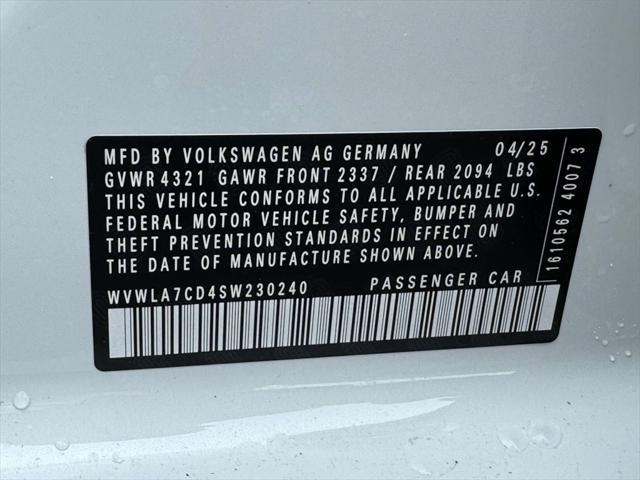 MFD BY VOLKSWAGEN AG GERMANY 04/25
GVWR 4321 GAWR FRONT 2337 / REAR 2094 LBS
THIS VEHICLE CONFORMS TO ALL APPLICABLE U.S.
FEDERAL MOTOR VEHICLE SAFETY, BUMPER AND
THEFT PREVENTION STANDARDS IN EFFECT ON
THE DATE OF MANUFACTURE SHOWN ABOVE.
WVWLA7CD4SW230240 PASSENGER CAR
1610562 4007 3